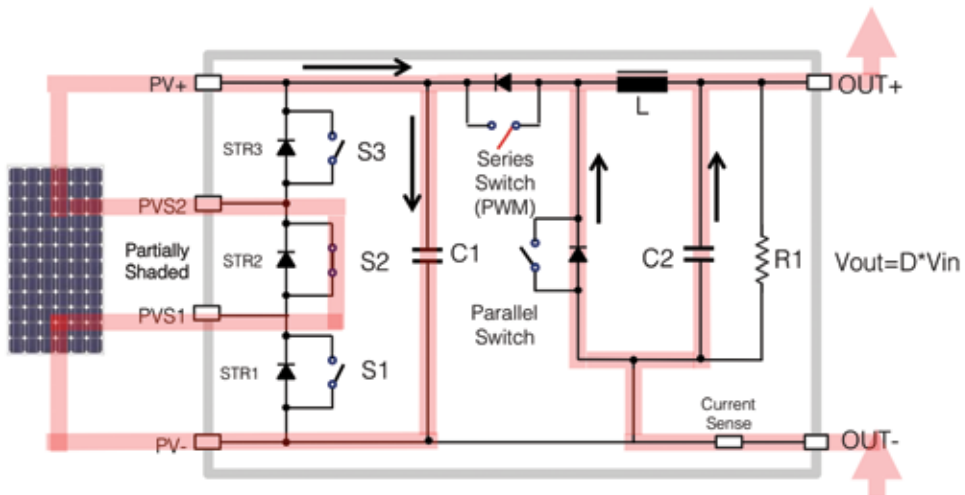 PV+
OUT+
L
STR3
S3
Series
Switch
(PWM)
PVS2
Partially
Shaded
STR2
S2
C1
C2
R1
Vout=D*Vin
PVS1
Parallel
Switch
STR1
S1
Current
Sense
PV-
OUT-